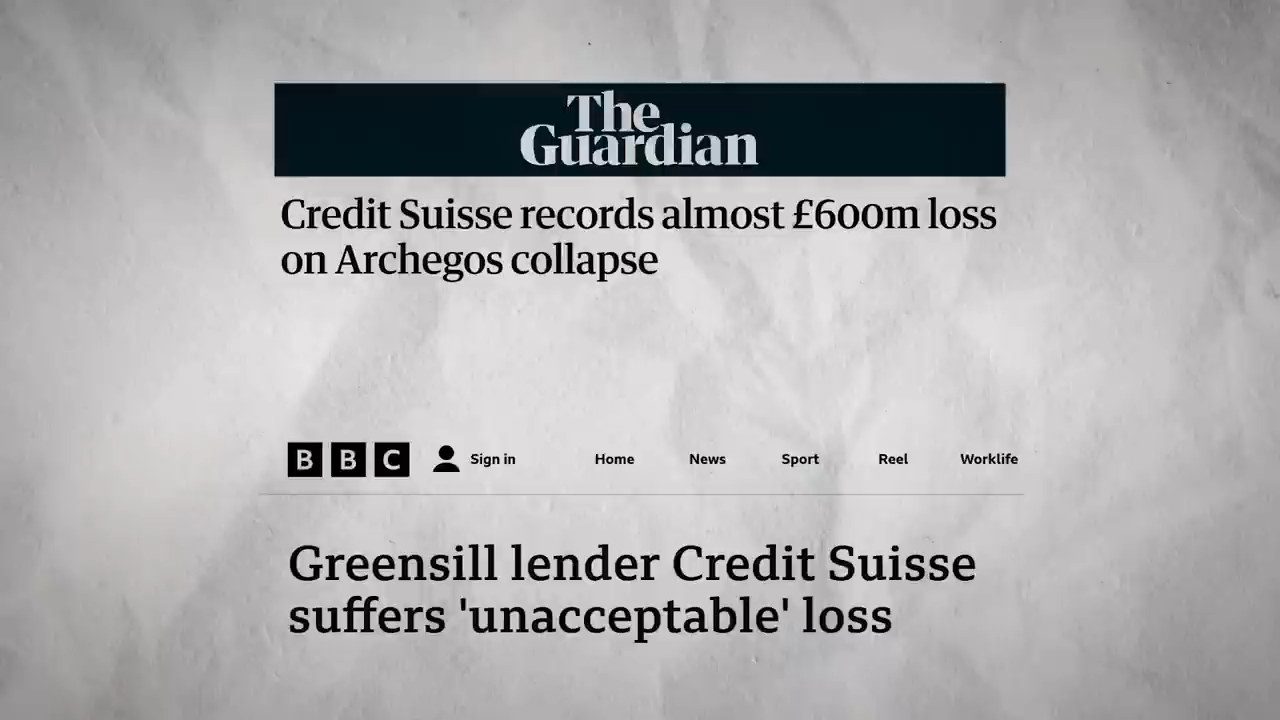 The
Guardian
Credit Suisse records almost £600m loss
on Archegos collapse
BBC Sign in Home News Sport Reel Worklife
Greensill lender Credit Suisse
suffers 'unacceptable' loss